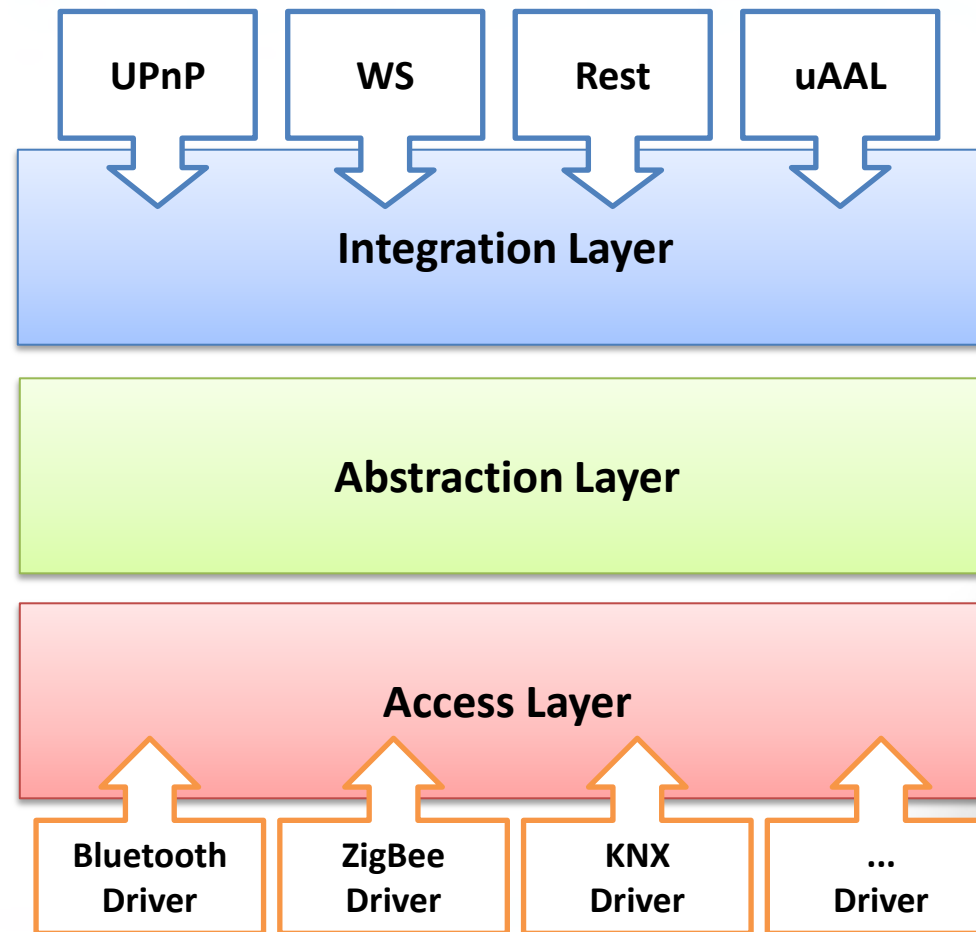 UPnP
WS
Rest
uAAL
Integration Layer
Abstraction Layer
Access Layer
Bluetooth
Driver
ZigBee
Driver
KNX
Driver
...
Driver